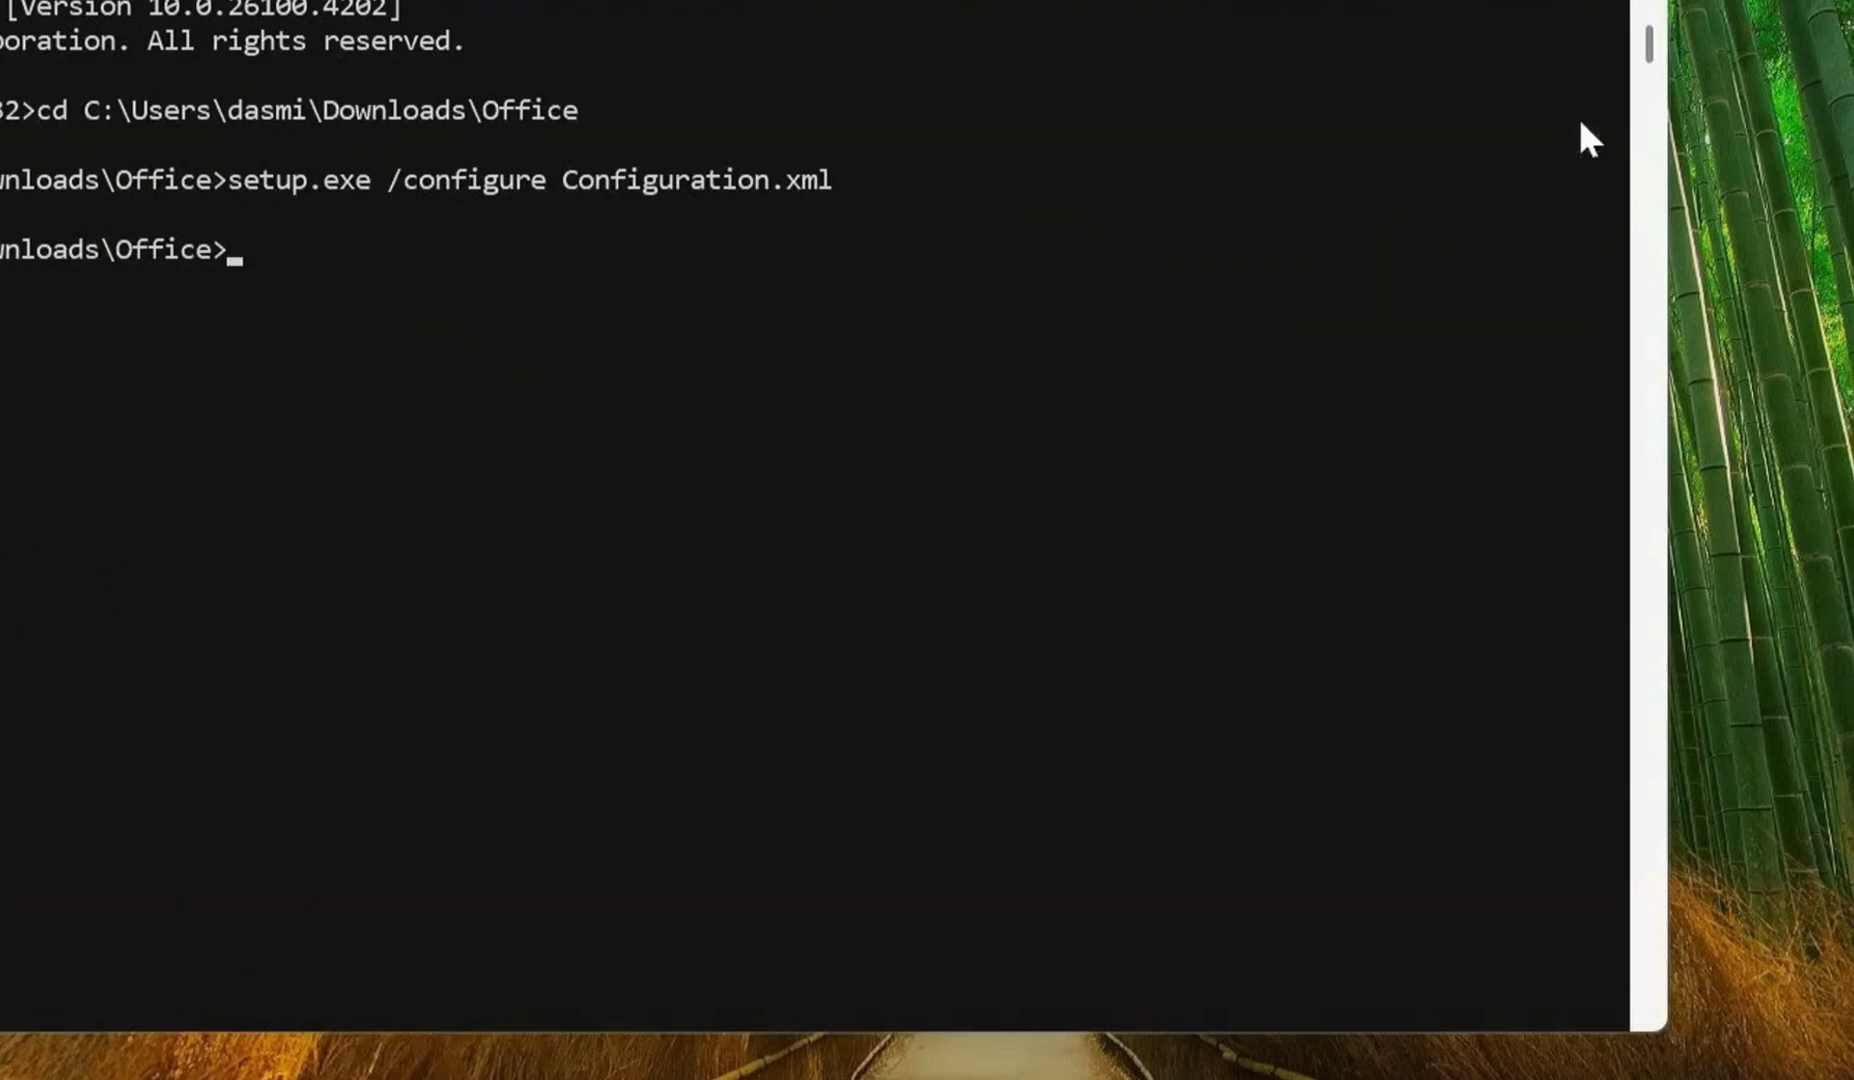 [Version 10.0.26100.4202]
poration. All rights reserved.
32>cd C:\Users\dasmi\Downloads\Office
wnloads\Office>setup.exe /configure Configuration.xml
wnloads\Office>